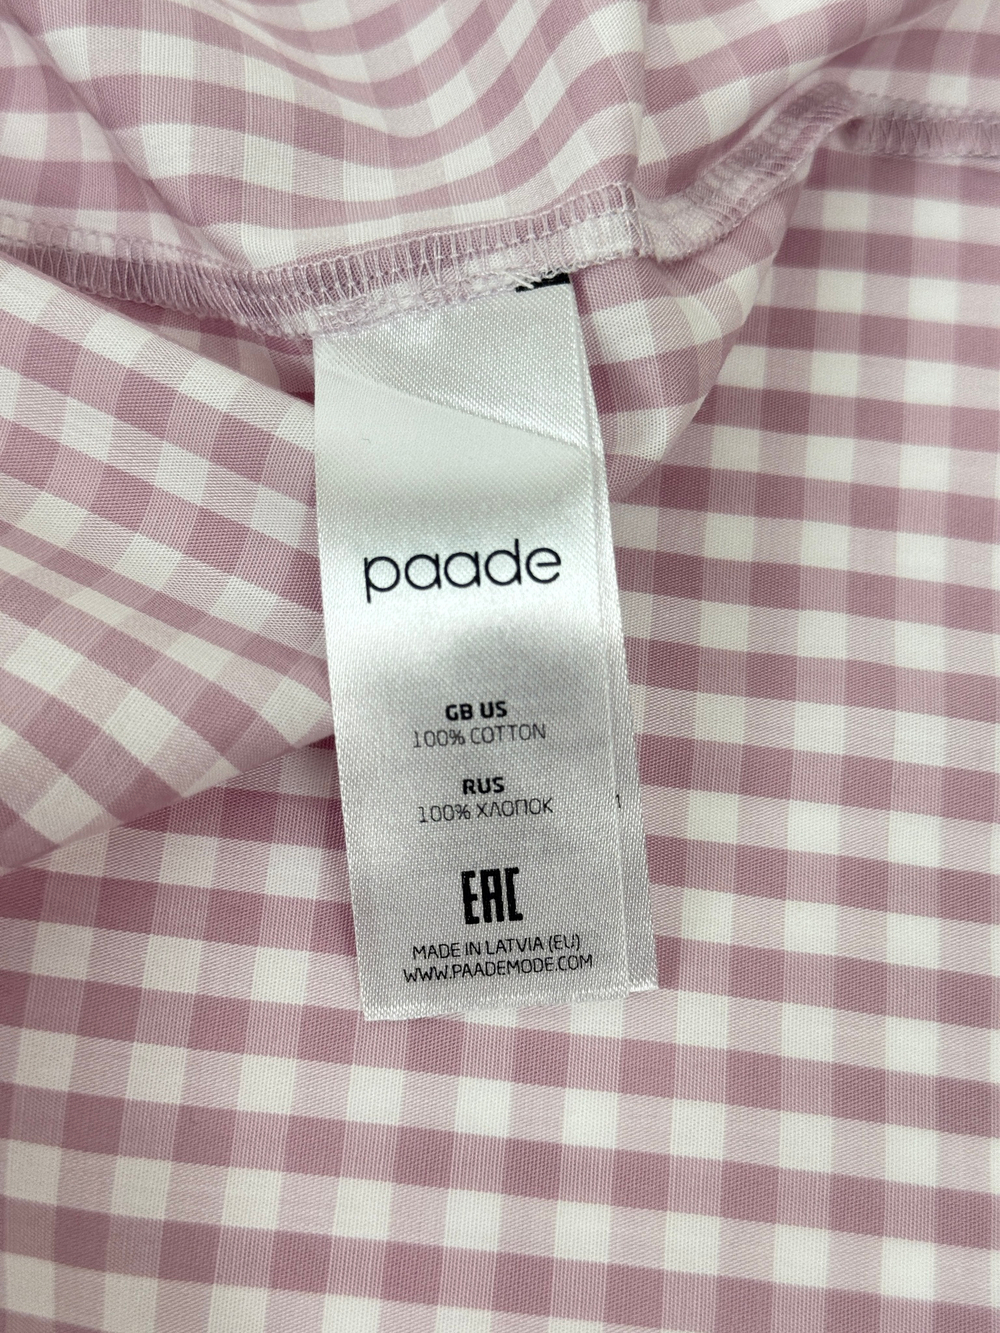 paade
GB US
100% COTTON
RUS
100% ХЛОПОК
EAC
MADE IN LATVIA (EU)
WWW.PAADEMODE.COM